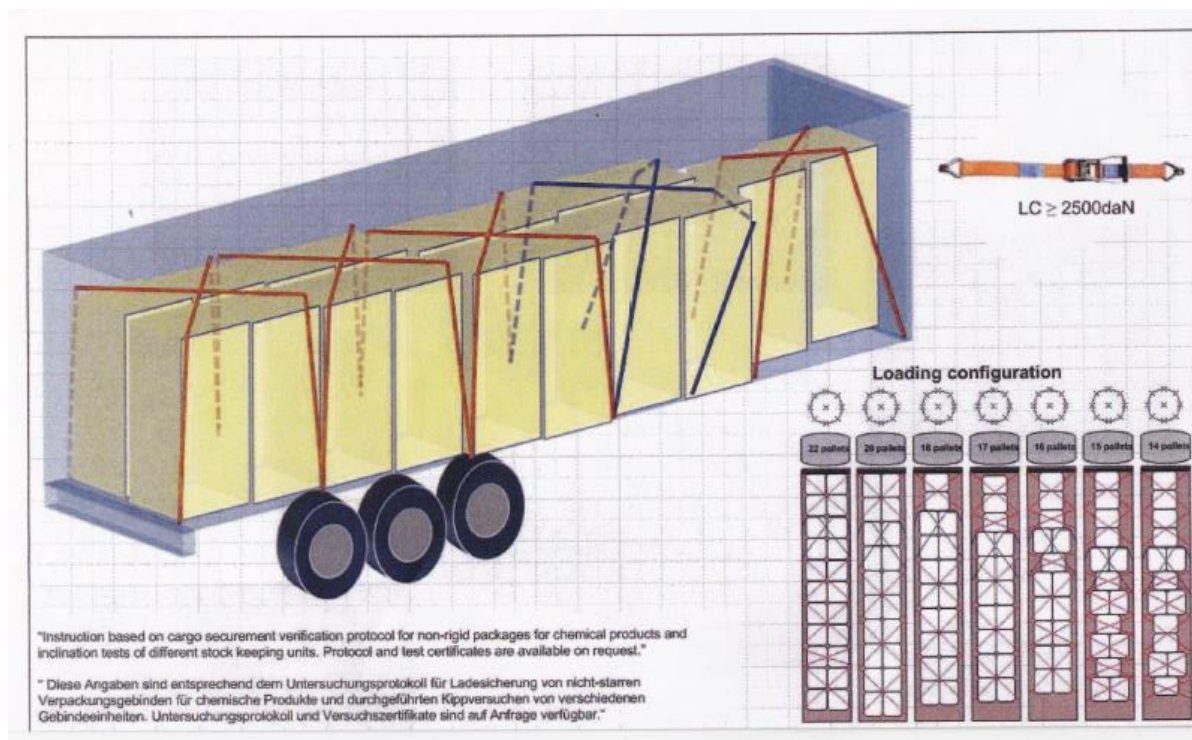 LC ≥ 2500daN
Loading configuration
22 pallets
20 pallets
18 pallets
17 pallets
16 pallets
15 pallets
14 pallets
"Instruction based on cargo securement verification protocol for non-rigid packages for chemical products and
inclination tests of different stock keeping units. Protocol and test certificates are available on request."
" Diese Angaben sind entsprechend dem Untersuchungsprotokoll für Ladesicherung von nicht-starren
Verpackungsgebinden für chemische Produkte und durchgeführten Kippversuchen von verschiedenen
Gebindeeinheiten. Untersuchungsprotokoll und Versuchszertifikate sind auf Anfrage verfügbar."